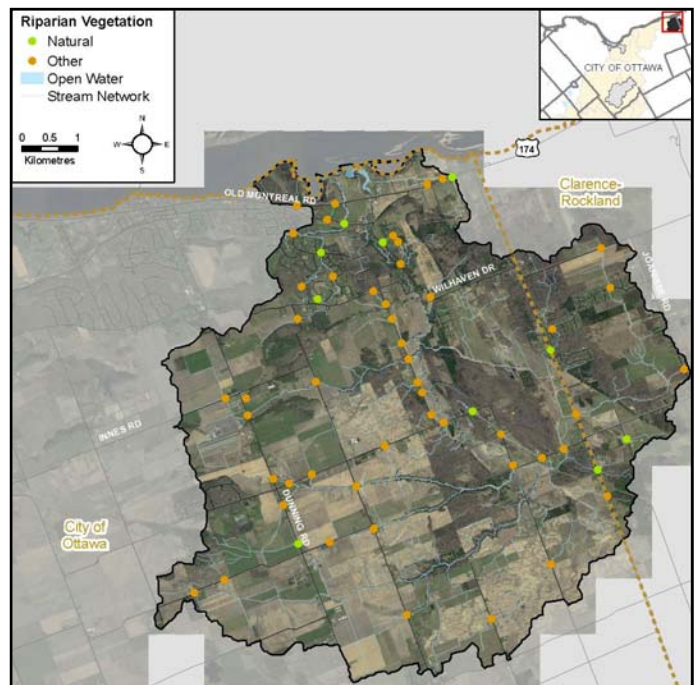 Riparian Vegetation
Natural
Other
Open Water
Stream Network
0 0.5 1
Kilometres
N
W E
S
CITY OF OTTAWA
174
OLD MONTREAL RD
Clarence-
Rockland
WILHAVEN DR
INNES RD
DUNNING RD
City of
Ottawa